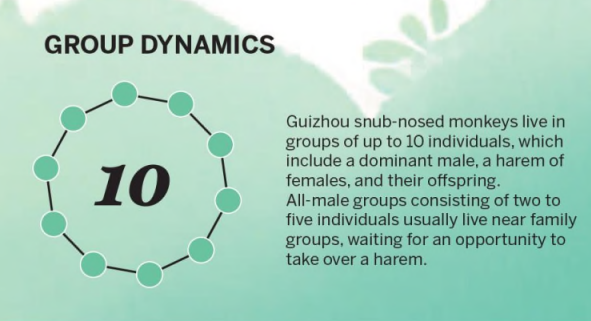 GROUP DYNAMICS
10
Guizhou snub-nosed monkeys live in
groups of up to 10 individuals, which
include a dominant male, a harem of
females, and their offspring.
All-male groups consisting of two to
five individuals usually live near family
groups, waiting for an opportunity to
take over a harem.